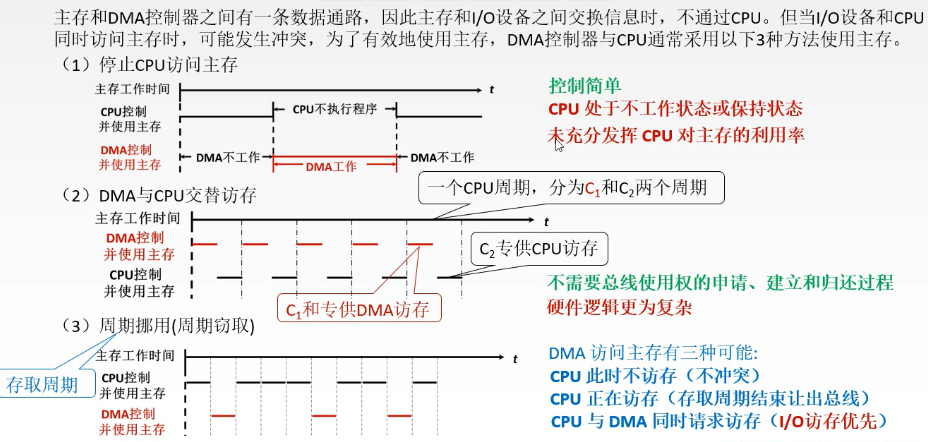 主存和DMA控制器之间有一条数据通路，因此主存和I/O设备之间交换信息时，不通过CPU。但当I/O设备和CPU
同时访问主存时，可能发生冲突，为了有效地使用主存，DMA控制器与CPU通常采用以下3种方法使用主存。
（1）停止CPU访问主存
主存工作时间
t
CPU控制
并使用主存
CPU不执行程序
DMA控制
并使用主存
DMA不工作
DMA工作
DMA不工作
控制简单
CPU 处于不工作状态或保持状态
未充分发挥 CPU 对主存的利用率
（2）DMA与CPU交替访存
一个CPU周期，分为C1和C2两个周期
主存工作时间
t
DMA控制
并使用主存
C2专供CPU访存
CPU控制
并使用主存
C1和专供DMA访存
不需要总线使用权的申请、建立和归还过程
硬件逻辑更为复杂
（3）周期挪用(周期窃取)
存取周期
主存工作时间
t
CPU控制
并使用主存
DMA控制
并使用主存
DMA 访问主存有三种可能:
CPU 此时不访存（不冲突）
CPU 正在访存（存取周期结束让出总线）
CPU 与 DMA 同时请求访存（I/O访存优先）